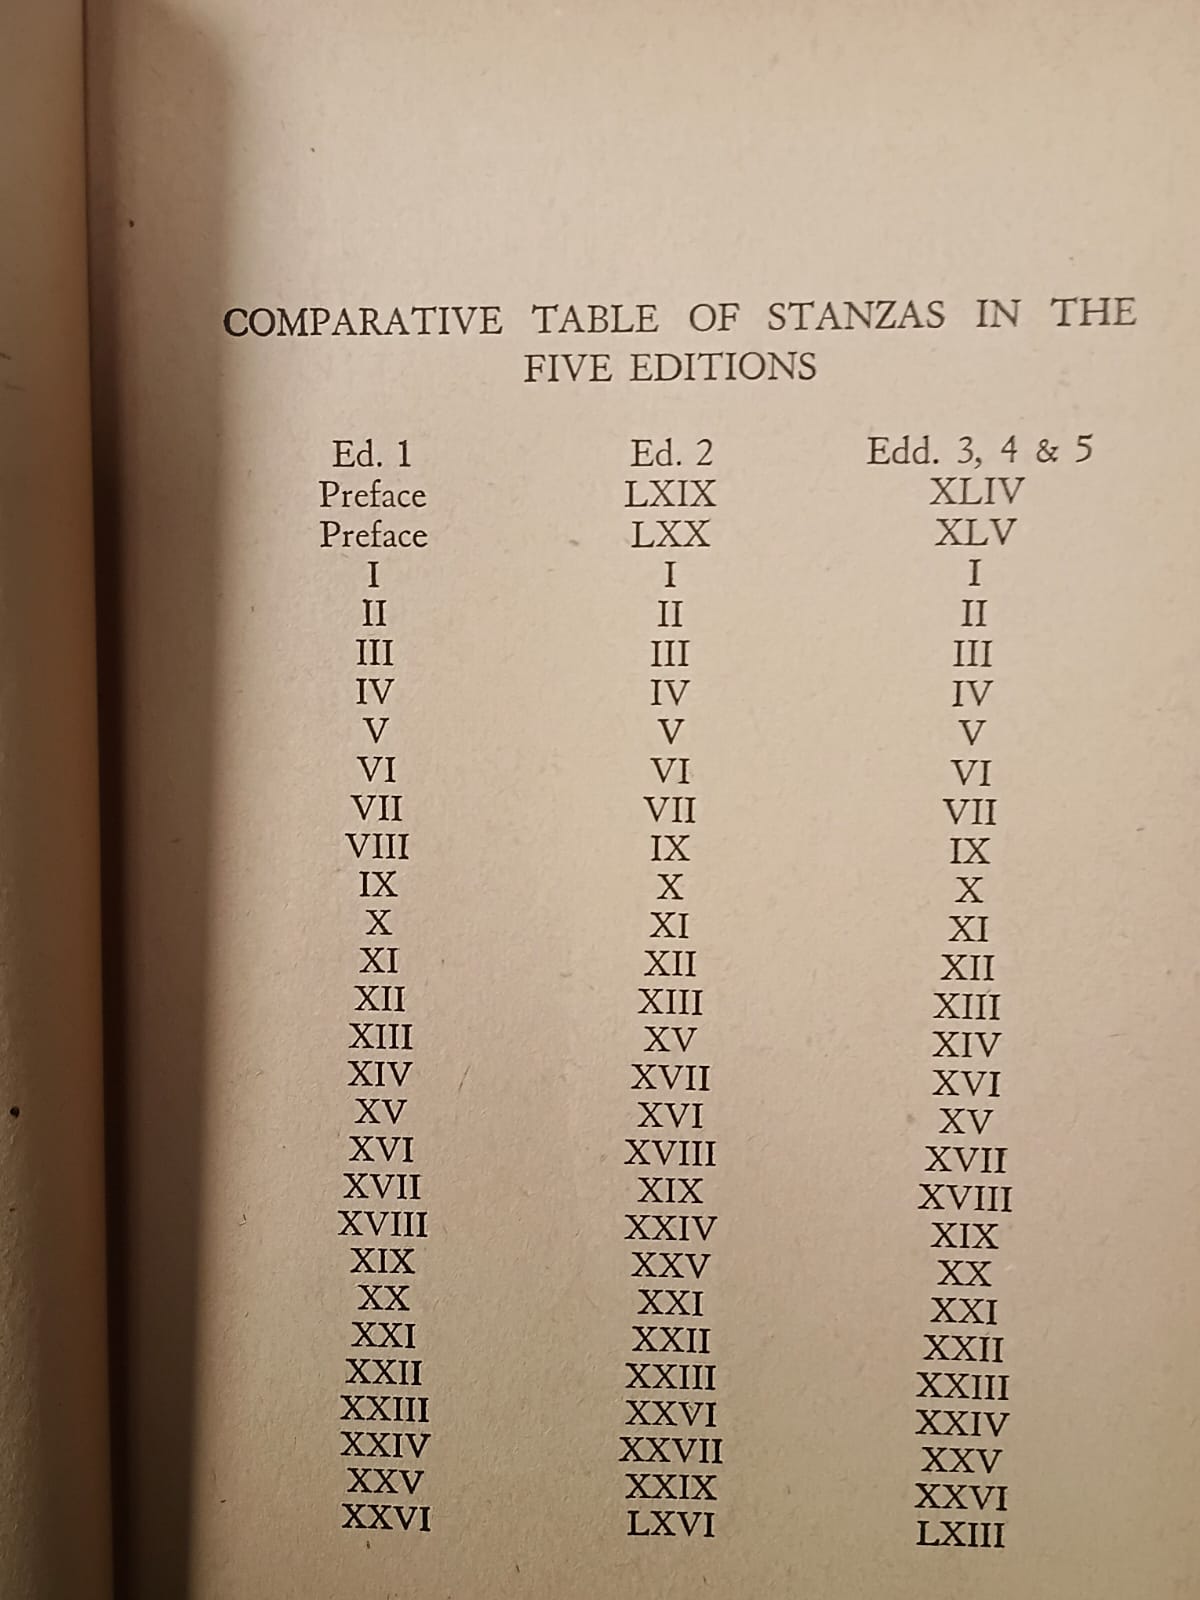 COMPARATIVE TABLE OF STANZAS IN THE
FIVE EDITIONS
Ed. 1 Ed. 2 Edd. 3, 4 & 5
Preface LXIX XLIV
Preface LXX XLV
I I I
II II II
III III III
IV IV IV
V V V
VI VI VI
VII VII VII
VIII IX IX
IX X X
X XI XI
XI XII XII
XII XIII XIII
XIII XV XIV
XIV XVII XVI
XV XVI XV
XVI XVIII XVII
XVII XIX XVIII
XVIII XXIV XIX
XIX XXV XX
XX XXI XXI
XXI XXII XXII
XXII XXIII XXIII
XXIII XXVI XXIV
XXIV XXVII XXV
XXV XXIX XXVI
XXVI LXVI LXIII